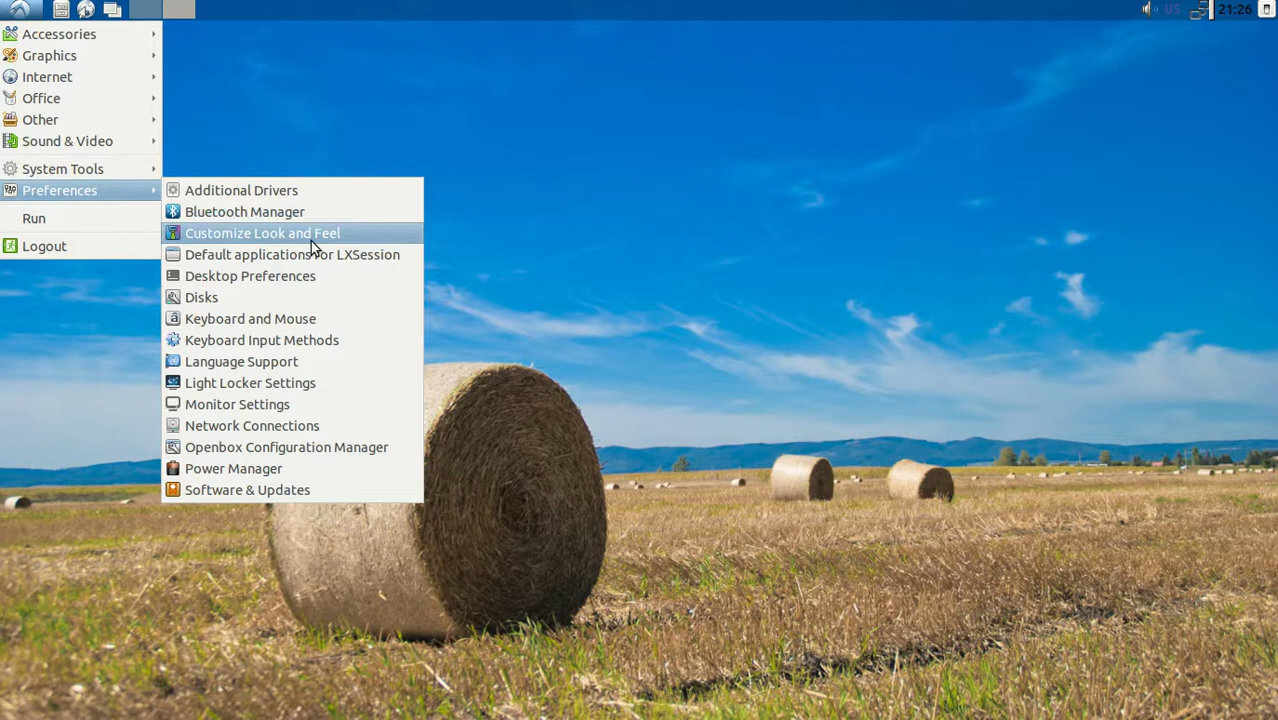 US
21:26
Accessories
Graphics
Internet
Office
Other
Sound & Video
System Tools
Preferences
Run
Logout
Additional Drivers
Bluetooth Manager
Customize Look and Feel
Default applications for LXSession
Desktop Preferences
Disks
Keyboard and Mouse
Keyboard Input Methods
Language Support
Light Locker Settings
Monitor Settings
Network Connections
Openbox Configuration Manager
Power Manager
Software & Updates